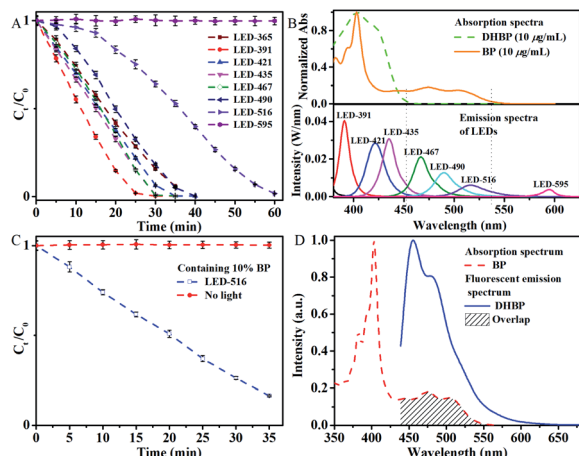 A
LED-365
LED-391
LED-421
LED-435
LED-467
LED-490
LED-516
LED-595
Ct/C0
1
0
0 10 20 30 40 50 60
Time (min)
B
Absorption spectra
DHBP (10 μg/mL)
BP (10 μg/mL)
Normalized Abs
1.0
0.5
0.0
Emission spectra
of LEDs
LED-391
LED-421
LED-435
LED-467
LED-490
LED-516
LED-595
Intensity (W/nm)
0.04
0.02
0.00
400 450 500 550 600
Wavelength (nm)
C
Containing 10% BP
LED-516
No light
Ct/C0
1
0
0 5 10 15 20 25 30 35
Time (min)
D
Absorption spectrum
BP
Fluorescent emission
spectrum
DHBP
Overlap
Intensity (a.u.)
1.0
0.8
0.6
0.4
0.2
0.0
350 400 450 500 550 600 650
Wavelength (nm)